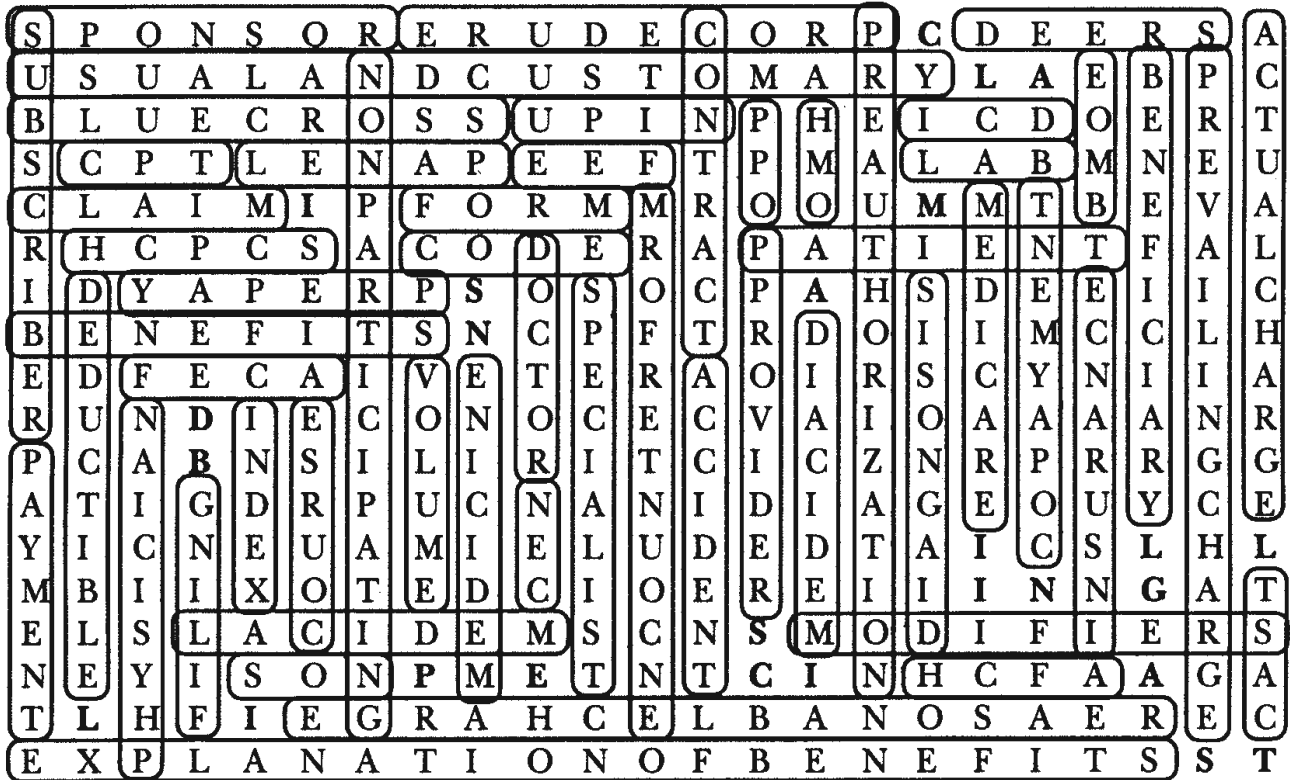 S P O N S O R E R U D E C O R P C D E E R S A
U S U A L A N D C U S T O M A R Y L A E B P C
B L U E C R O S S U P I N P H E I C D O E R T
S C P T L E N A P E E F T P M A L A B M N E U
C L A I M I P F O R M M R O O U M M T B E V A
R H C P C S A C O D E R A P A T I E N T F A L
I D Y A P E R P S O S O C P A H S D E E I I C
B E N E F I T S N C P F T R D O I I M C C L H
E D F E C A I V E T E R A O I R S C Y N I I A
R U N D I E C O N O C E C V A I O A A A A N R
P C A B N S I L I R I T C I C Z N R P R R G G
A T I G D R P U C N A N I D I A G E O U Y C E
Y I C N E U A M I E L U D E D T A I C S L H L
M B I I X O T E D C I O E R E I I I N N G A T
E L S L A C I D E M S C N S M O D I F I E R S
N E Y I S O N P M E T N T C I N H C F A A G A
T L H F I E G R A H C E L B A N O S A E R E C
E X P L A N A T I O N O F B E N E F I T S S T